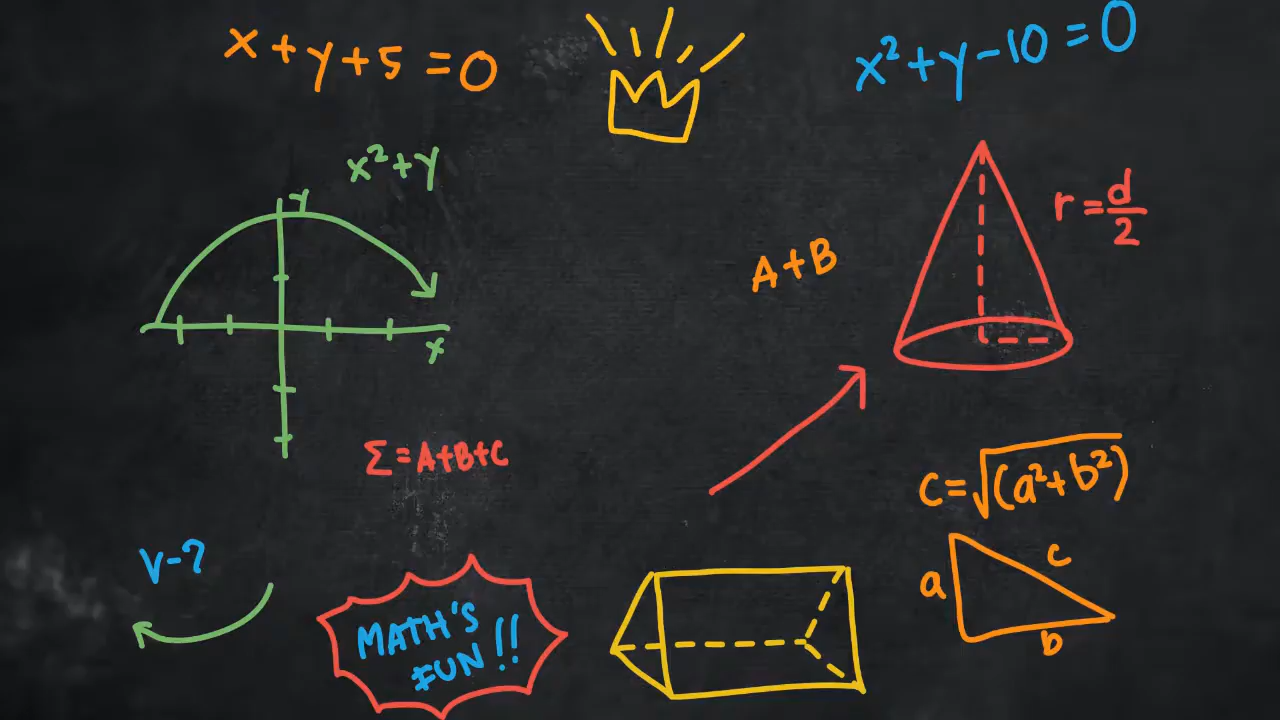 x+y+5=0
x²+y-10=0
x²+y
y
x
r=d/2
A+B
Σ=A+B+C
c=√(a²+b²)
V-?
MATH'S
FUN!!
a
c
b